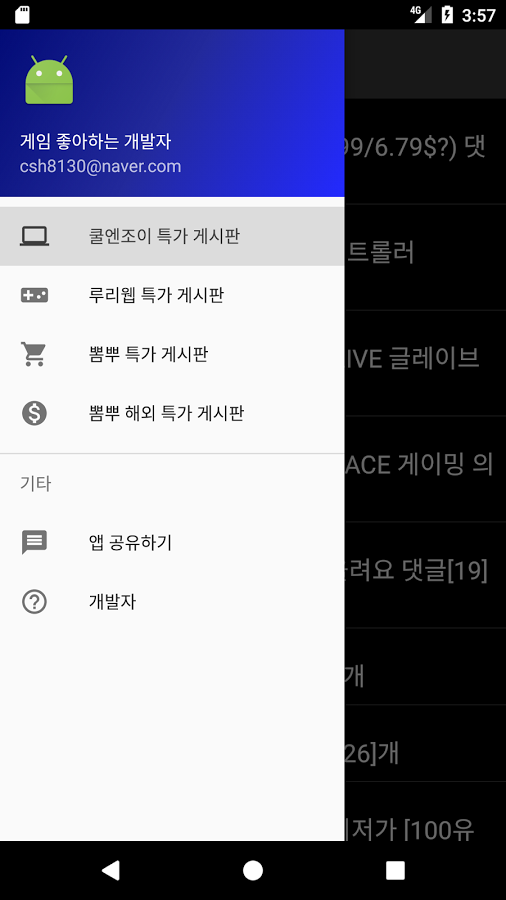 4G 3:57
게임 좋아하는 개발자
csh8130@naver.com
쿨엔조이 특가 게시판
루리웹 특가 게시판
뽐뿌 특가 게시판
뽐뿌 해외 특가 게시판
기타
앱 공유하기
개발자
99/6.79$?) 댓
트롤러
IVE 글레이브
ACE 게이밍 의
려요 댓글[19]
개
26]개
저가 [100유